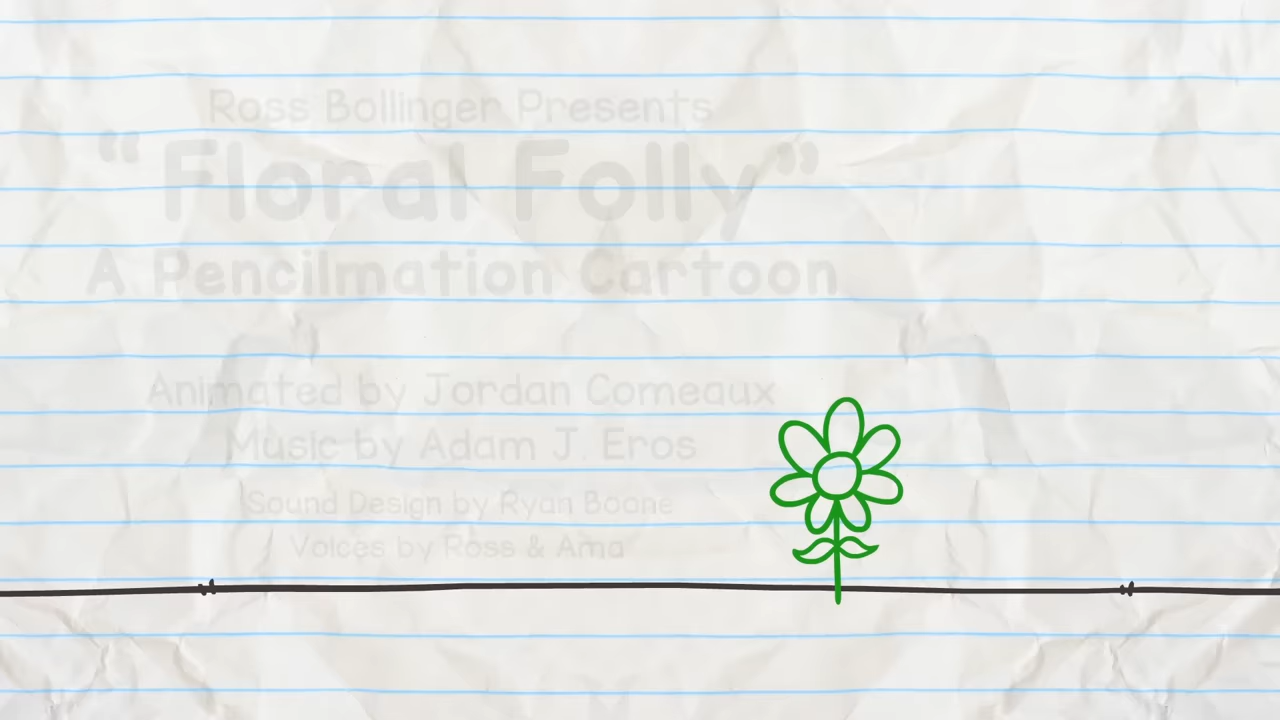 Ross Bollinger Presents
"Floral Folly"
A Pencilmation Cartoon
Animated by Jordan Comeaux
Music by Adam J. Eros
Sound Design by Ryan Boone
Voices by Ross & Ama